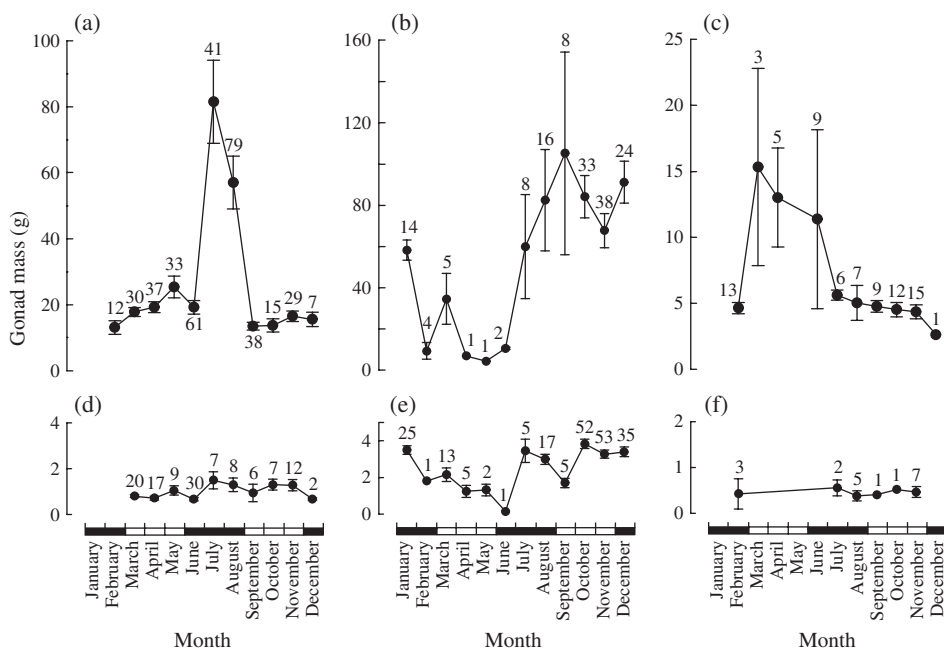 (a)
(b)
(c)
100
80
60
40
20
0
160
120
80
40
0
25
20
15
10
5
0
Gonad mass (g)
12
30
37
33
61
41
79
38
15
29
7
14
4
5
1
1
2
8
16
8
33
38
24
13
3
5
9
6
7
9
12
15
1
(d)
(e)
(f)
4
2
0
4
2
0
2
1
0
20
17
9
30
7
8
6
7
12
2
25
1
13
5
2
1
5
17
5
52
53
35
3
2
5
1
1
7
January
February
March
April
May
June
July
August
September
October
November
December
January
February
March
April
May
June
July
August
September
October
November
December
January
February
March
April
May
June
July
August
September
October
November
December
Month
Month
Month